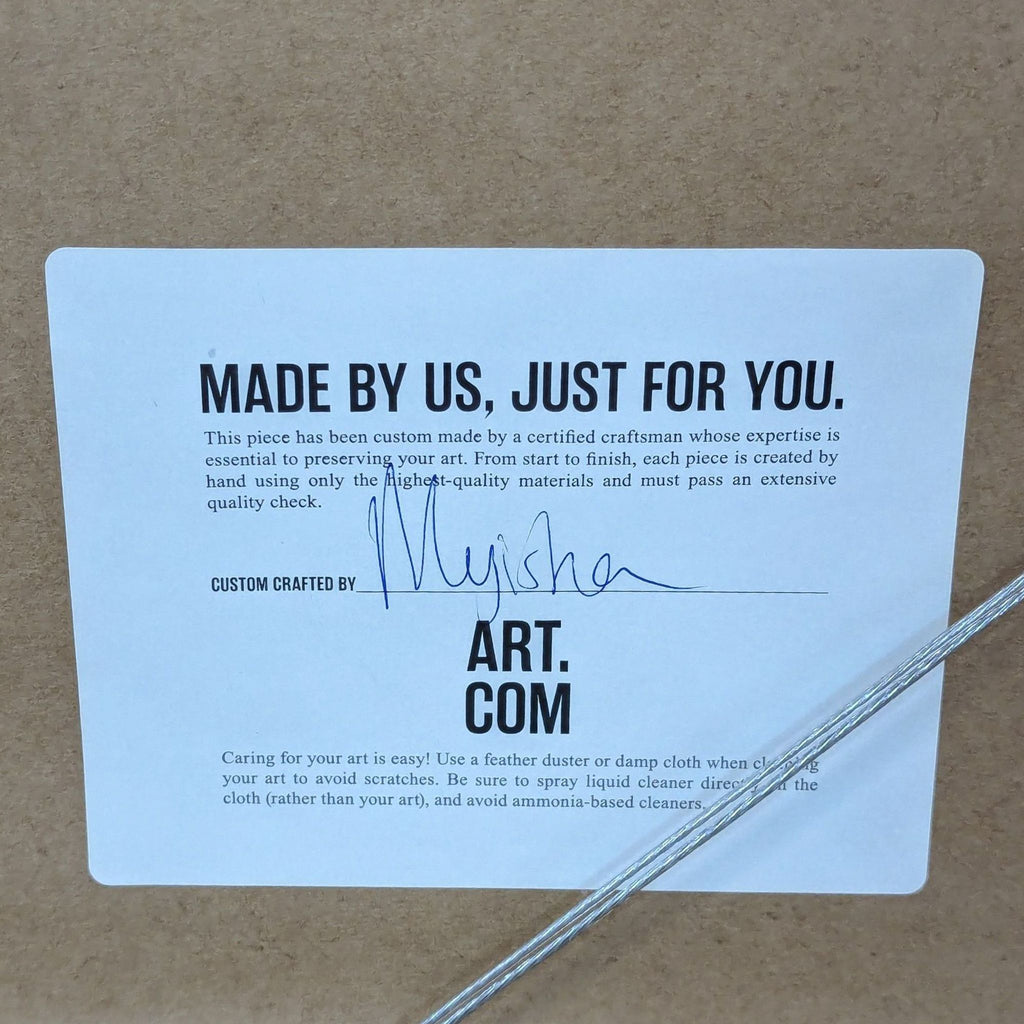 MADE BY US, JUST FOR YOU.
This piece has been custom made by a certified craftsman whose expertise is
essential to preserving your art. From start to finish, each piece is created by
hand using only the highest-quality materials and must pass an extensive
quality check.
CUSTOM CRAFTED BY Myisha
ART.
COM
Caring for your art is easy! Use a feather duster or damp cloth when cleaning
your art to avoid scratches. Be sure to spray liquid cleaner directly on the
cloth (rather than your art), and avoid ammonia-based cleaners.